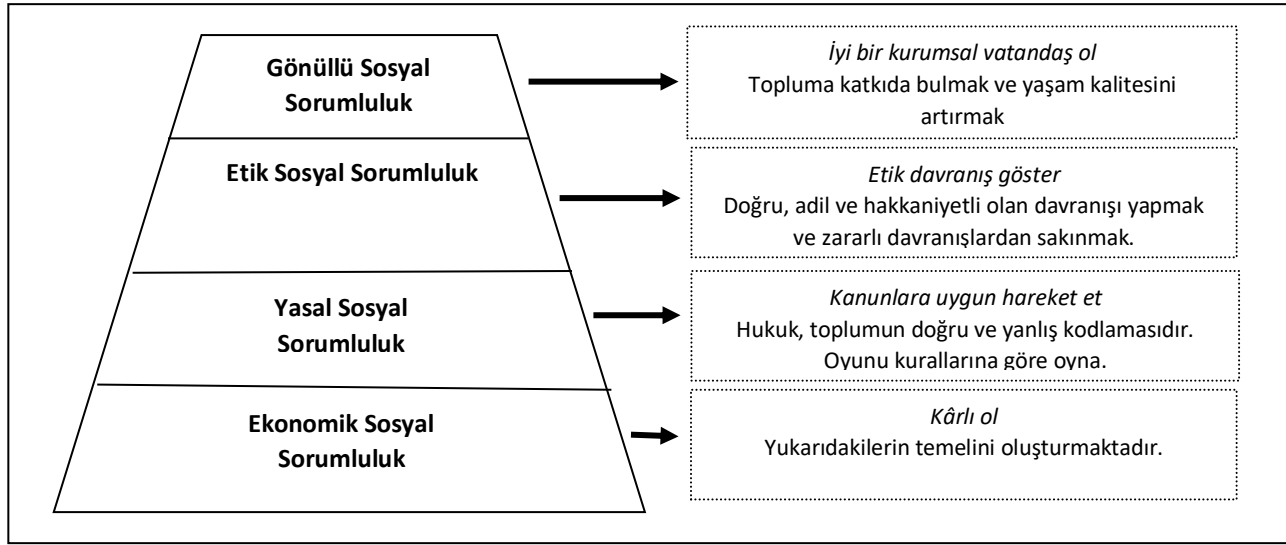 Gönüllü Sosyal
Sorumluluk
İyi bir kurumsal vatandaş ol
Topluma katkıda bulmak ve yaşam kalitesini
artırmak
Etik Sosyal Sorumluluk
Etik davranış göster
Doğru, adil ve hakkaniyetli olan davranışı yapmak
ve zararlı davranışlardan sakınmak.
Yasal Sosyal
Sorumluluk
Kanunlara uygun hareket et
Hukuk, toplumun doğru ve yanlış kodlamasıdır.
Oyunu kurallarına göre oyna.
Ekonomik Sosyal
Sorumluluk
Kârlı ol
Yukarıdakilerin temelini oluşturmaktadır.